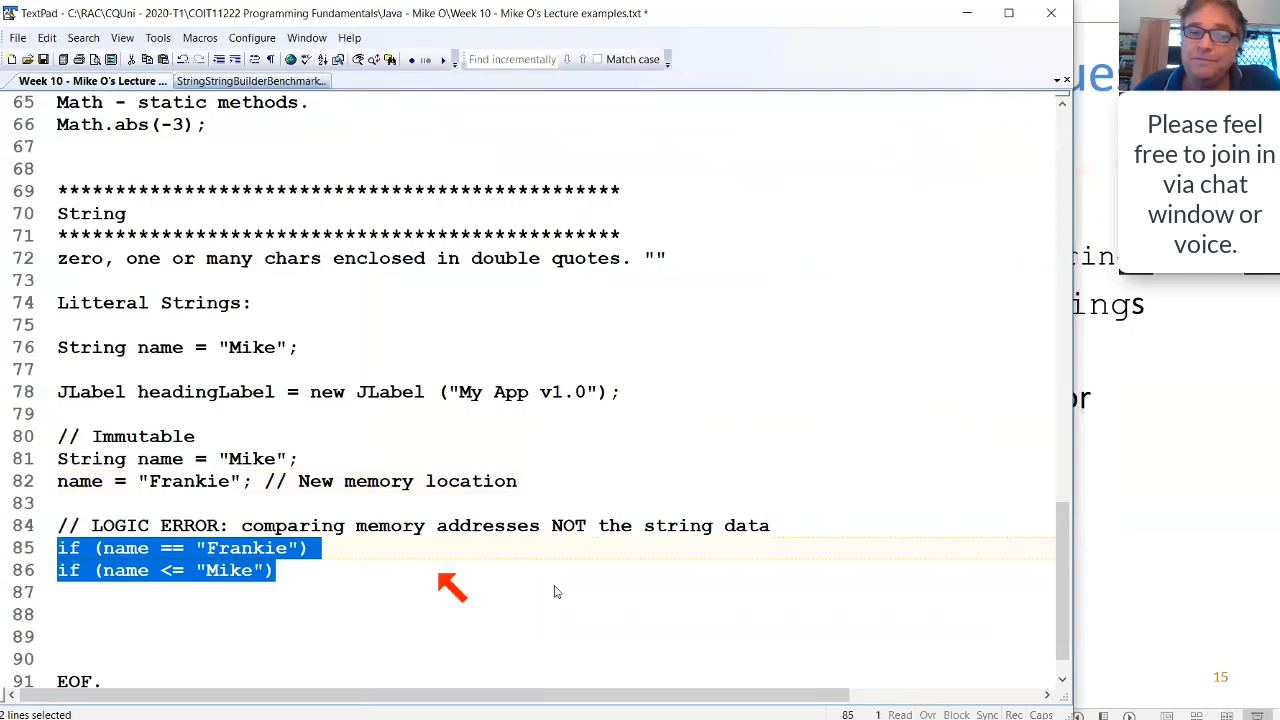 TextPad - C:\RAC\CQUni - 2020-T1\COIT11222 Programming Fundamentals\Java - Mike O\Week 10 - Mike O's Lecture examples.txt *
File Edit Search View Tools Macros Configure Window Help
Find incrementally Match case
Week 10 - Mike O's Lecture ... StringStringBuilderBenchmark...
65 Math - static methods.
66 Math.abs(-3);
67
68
69 *************************************************
70 String
71 *************************************************
72 zero, one or many chars enclosed in double quotes. ""
73
74 Litteral Strings:
75
76 String name = "Mike";
77
78 JLabel headingLabel = new JLabel ("My App v1.0");
79
80 // Immutable
81 String name = "Mike";
82 name = "Frankie"; // New memory location
83
84 // LOGIC ERROR: comparing memory addresses NOT the string data
85 if (name == "Frankie")
86 if (name <= "Mike")
87
88
89
90
91 EOF.
2 lines selected 85 1 Read Ovr Block Sync Rec Caps
Please feel
free to join in
via chat
window or
voice.
ings
or
15